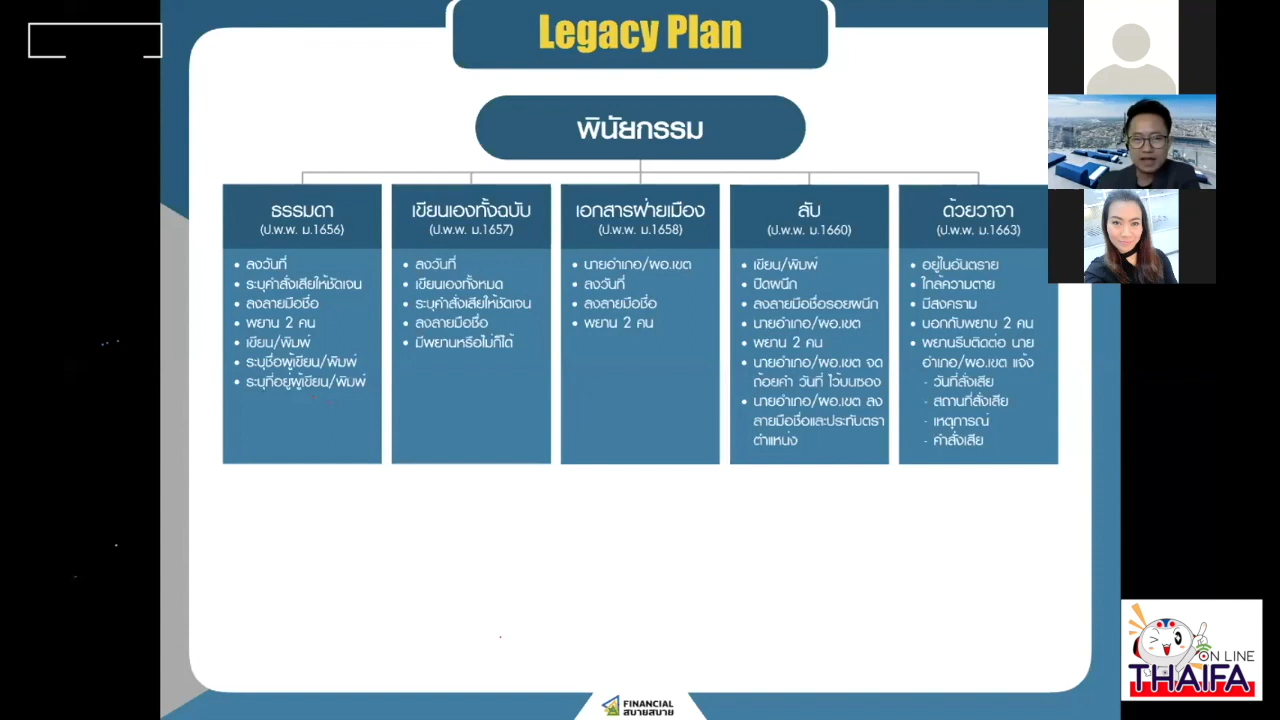 Legacy Plan
พินัยกรรม
ธรรมดา
(ป.พ.พ. ม.1656)
• ลงวันที่
• ระบุคำสั่งเสียให้ชัดเจน
• ลงลายมือชื่อ
• พยาน 2 คน
• เขียน/พิมพ์
• ระบุชื่อผู้เขียน/พิมพ์
• ระบุที่อยู่ผู้เขียน/พิมพ์
เขียนเองทั้งฉบับ
(ป.พ.พ. ม.1657)
• ลงวันที่
• เขียนเองทั้งหมด
• ระบุคำสั่งเสียให้ชัดเจน
• ลงลายมือชื่อ
• มีพยานหรือไม่ก็ได้
เอกสารฝ่ายเมือง
(ป.พ.พ. ม.1658)
• นายอำเภอ/ผอ.เขต
• ลงวันที่
• ลงลายมือชื่อ
• พยาน 2 คน
ลับ
(ป.พ.พ. ม.1660)
• เขียน/พิมพ์
• ปิดผนึก
• ลงลายมือชื่อรอยผนึก
• นายอำเภอ/ผอ.เขต
• พยาน 2 คน
• นายอำเภอ/ผอ.เขต จด
ถ้อยคำ วันที่ ไว้บนซอง
• นายอำเภอ/ผอ.เขต ลง
ลายมือชื่อและประทับตรา
ตำแหน่ง
ด้วยวาจา
(ป.พ.พ. ม.1663)
• อยู่ในอันตราย
• ใกล้ความตาย
• มีสงคราม
• บอกกับพยาบ 2 คน
• พยานรีบติดต่อ นาย
อำเภอ/ผอ.เขต แจ้ง
- วันที่สั่งเสีย
- สถานที่สั่งเสีย
- เหตุการณ์
- คำสั่งเสีย
FINANCIAL
สบายสบาย
ON LINE
THAIFA